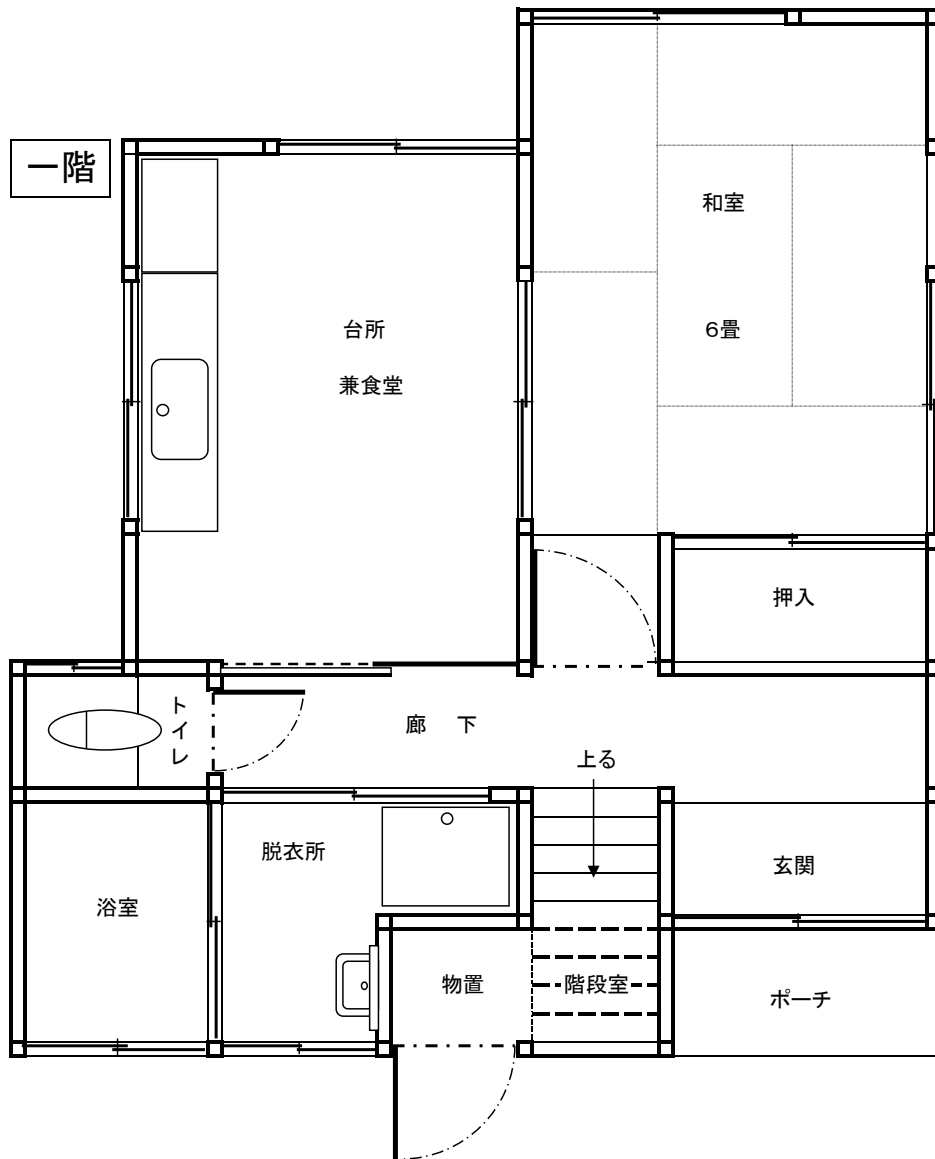 一階
和室
6畳
台所
兼食堂
押入
トイレ
廊 下
上る
脱衣所
玄関
浴室
物置
階段室
ポーチ